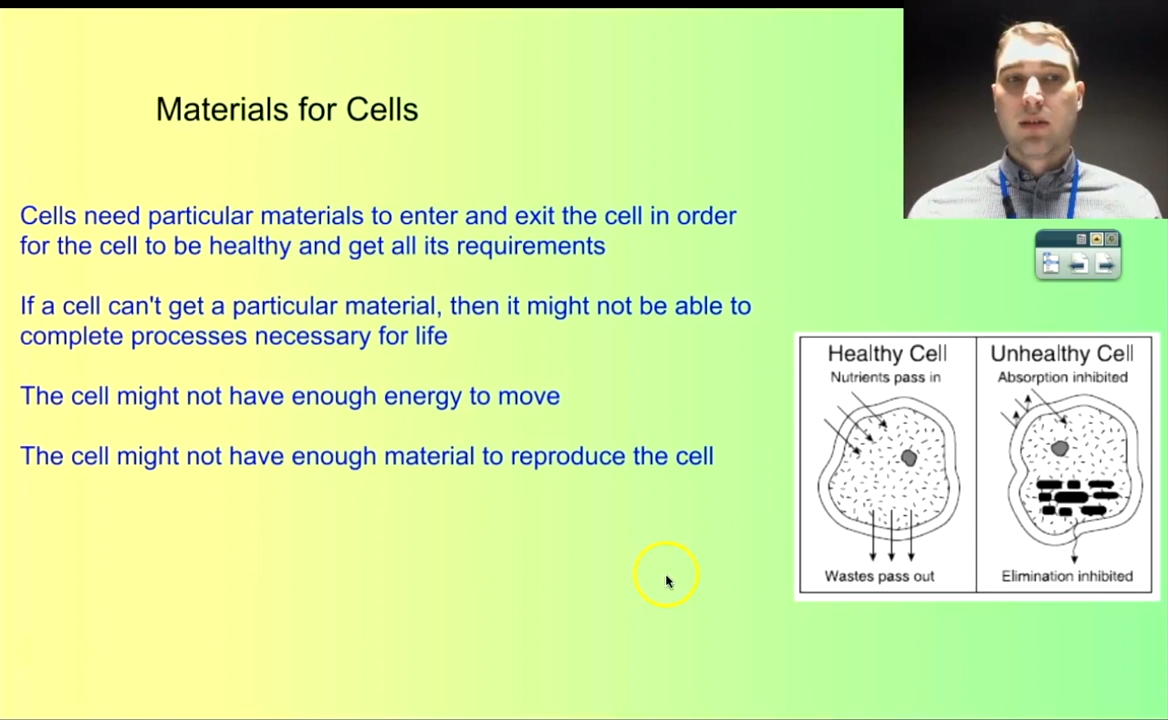 Materials for Cells
Cells need particular materials to enter and exit the cell in order
for the cell to be healthy and get all its requirements
If a cell can't get a particular material, then it might not be able to
complete processes necessary for life
The cell might not have enough energy to move
The cell might not have enough material to reproduce the cell
Healthy Cell
Nutrients pass in
Wastes pass out
Unhealthy Cell
Absorption inhibited
Elimination inhibited